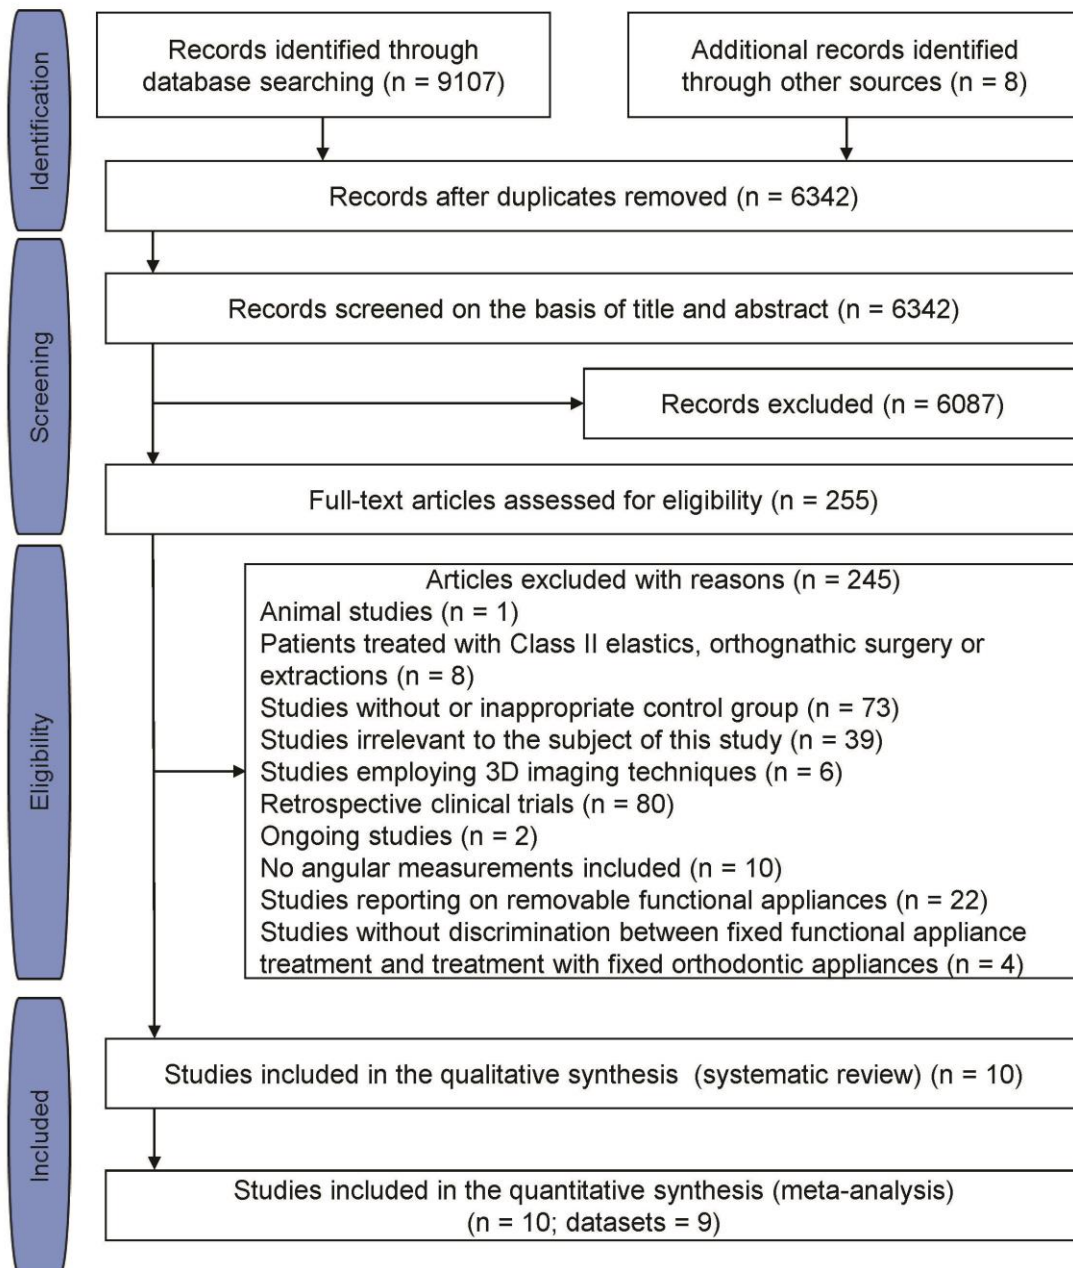 Identification
Records identified through
database searching (n = 9107)
Additional records identified
through other sources (n = 8)
Records after duplicates removed (n = 6342)
Screening
Records screened on the basis of title and abstract (n = 6342)
Records excluded (n = 6087)
Full-text articles assessed for eligibility (n = 255)
Eligibility
Articles excluded with reasons (n = 245)
Animal studies (n = 1)
Patients treated with Class II elastics, orthognathic surgery or
extractions (n = 8)
Studies without or inappropriate control group (n = 73)
Studies irrelevant to the subject of this study (n = 39)
Studies employing 3D imaging techniques (n = 6)
Retrospective clinical trials (n = 80)
Ongoing studies (n = 2)
No angular measurements included (n = 10)
Studies reporting on removable functional appliances (n = 22)
Studies without discrimination between fixed functional appliance
treatment and treatment with fixed orthodontic appliances (n = 4)
Included
Studies included in the qualitative synthesis (systematic review) (n = 10)
Studies included in the quantitative synthesis (meta-analysis)
(n = 10; datasets = 9)